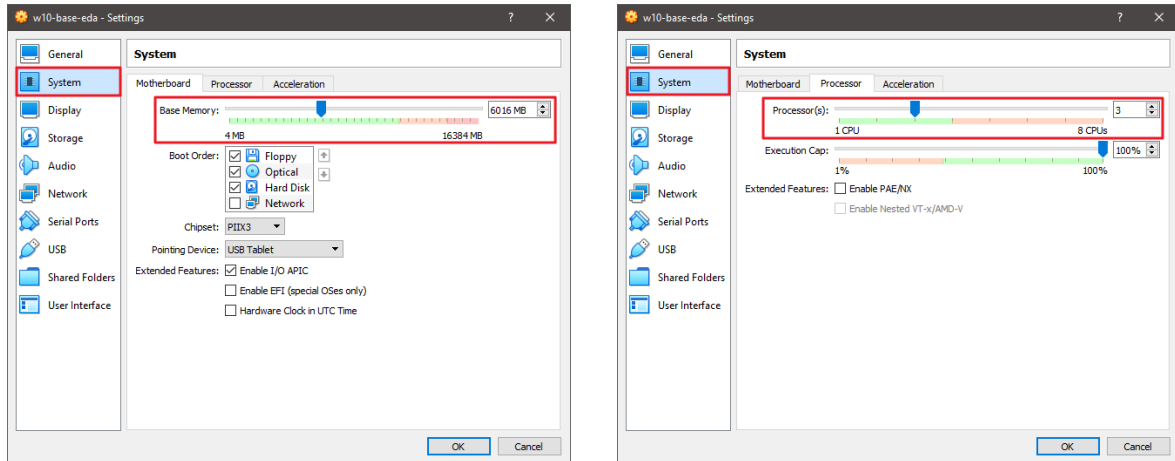 w10-base-eda - Settings
? ×
General
System
Display
Storage
Audio
Network
Serial Ports
USB
Shared Folders
User Interface
System
Motherboard Processor Acceleration
Base Memory: 6016 MB
4 MB 16384 MB
Boot Order: Floppy
Optical
Hard Disk
Network
Chipset: PIIX3
Pointing Device: USB Tablet
Extended Features: Enable I/O APIC
Enable EFI (special OSes only)
Hardware Clock in UTC Time
OK Cancel
w10-base-eda - Settings
? ×
General
System
Display
Storage
Audio
Network
Serial Ports
USB
Shared Folders
User Interface
System
Motherboard Processor Acceleration
Processor(s): 3
1 CPU 8 CPUs
Execution Cap: 100%
1% 100%
Extended Features: Enable PAE/NX
Enable Nested VT-x/AMD-V
OK Cancel